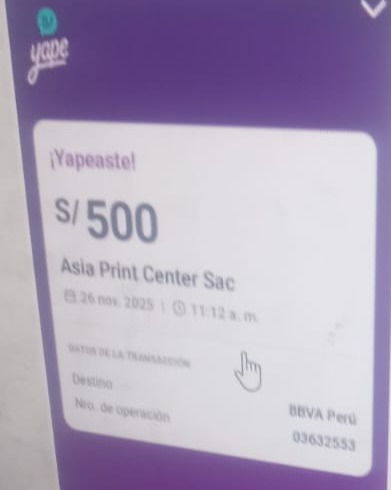 S/
yape
¡Yapeaste!
S/ 500
Asia Print Center Sac
26 nov. 2025 | 11:12 a. m.
DATOS DE LA TRANSACCIÓN
Destino BBVA Perú
Nro. de operación 03632553